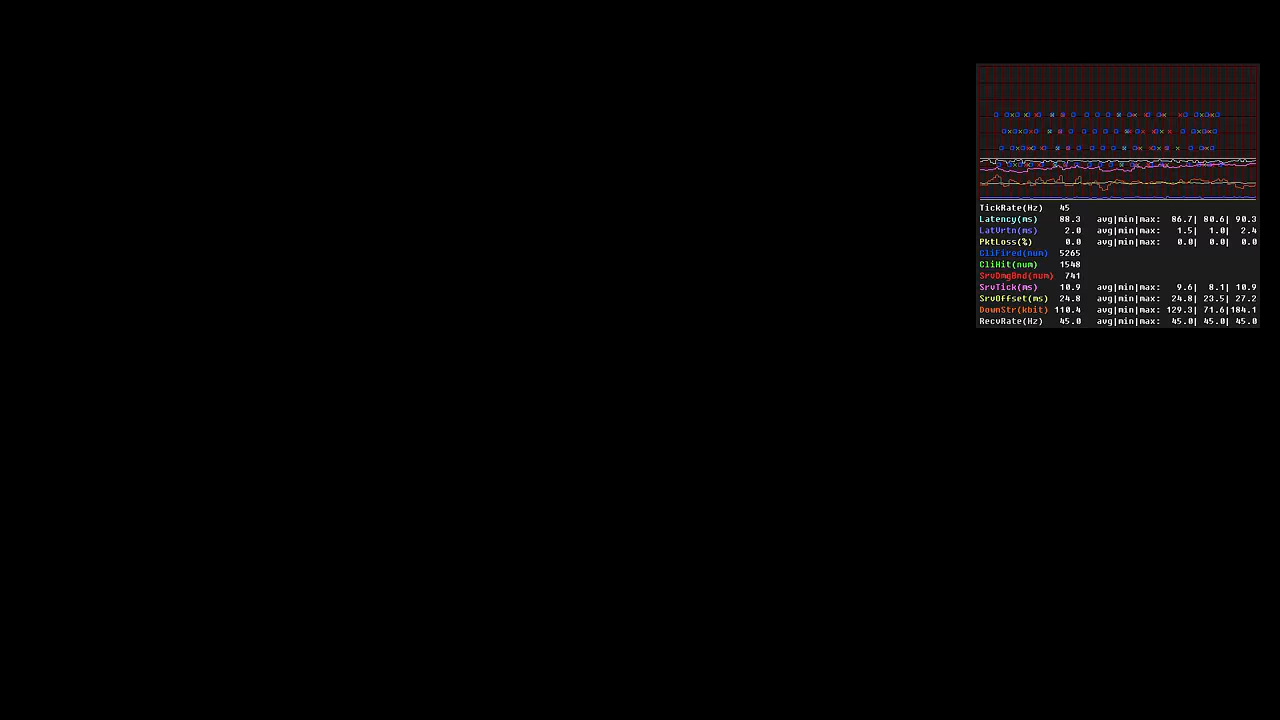 TickRate(Hz) 45
Latency(ms) 88.3 avg|min|max: 86.7| 80.6| 90.3
LatVrtn(ms) 2.0 avg|min|max: 1.5| 1.0| 2.4
PktLoss(%) 0.0 avg|min|max: 0.0| 0.0| 0.0
CliFired(num) 5265
CliHit(num) 1548
SrvDmgBnd(num) 741
SrvTick(ms) 10.9 avg|min|max: 9.6| 8.1| 10.9
SrvOffset(ms) 24.8 avg|min|max: 24.8| 23.5| 27.2
DownStr(kbit) 110.4 avg|min|max: 129.3| 71.6|184.1
RecvRate(Hz) 45.0 avg|min|max: 45.0| 45.0| 45.0